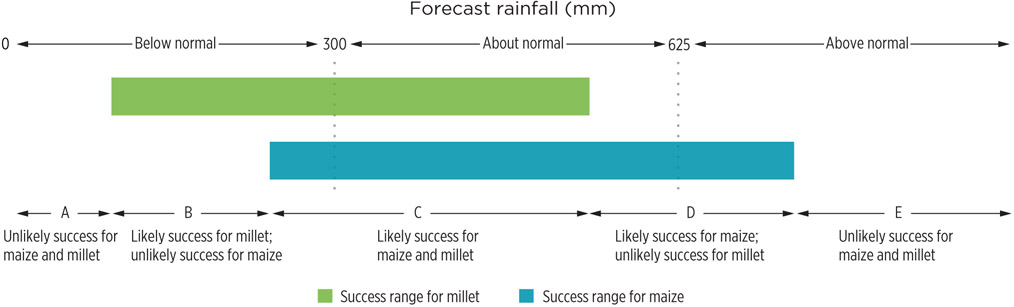 Forecast rainfall (mm)
0 Below normal 300 About normal 625 Above normal
A B C D E
Unlikely success for
maize and millet
Likely success for millet;
unlikely success for maize
Likely success for
maize and millet
Likely success for maize;
unlikely success for millet
Unlikely success for
maize and millet
Success range for millet Success range for maize